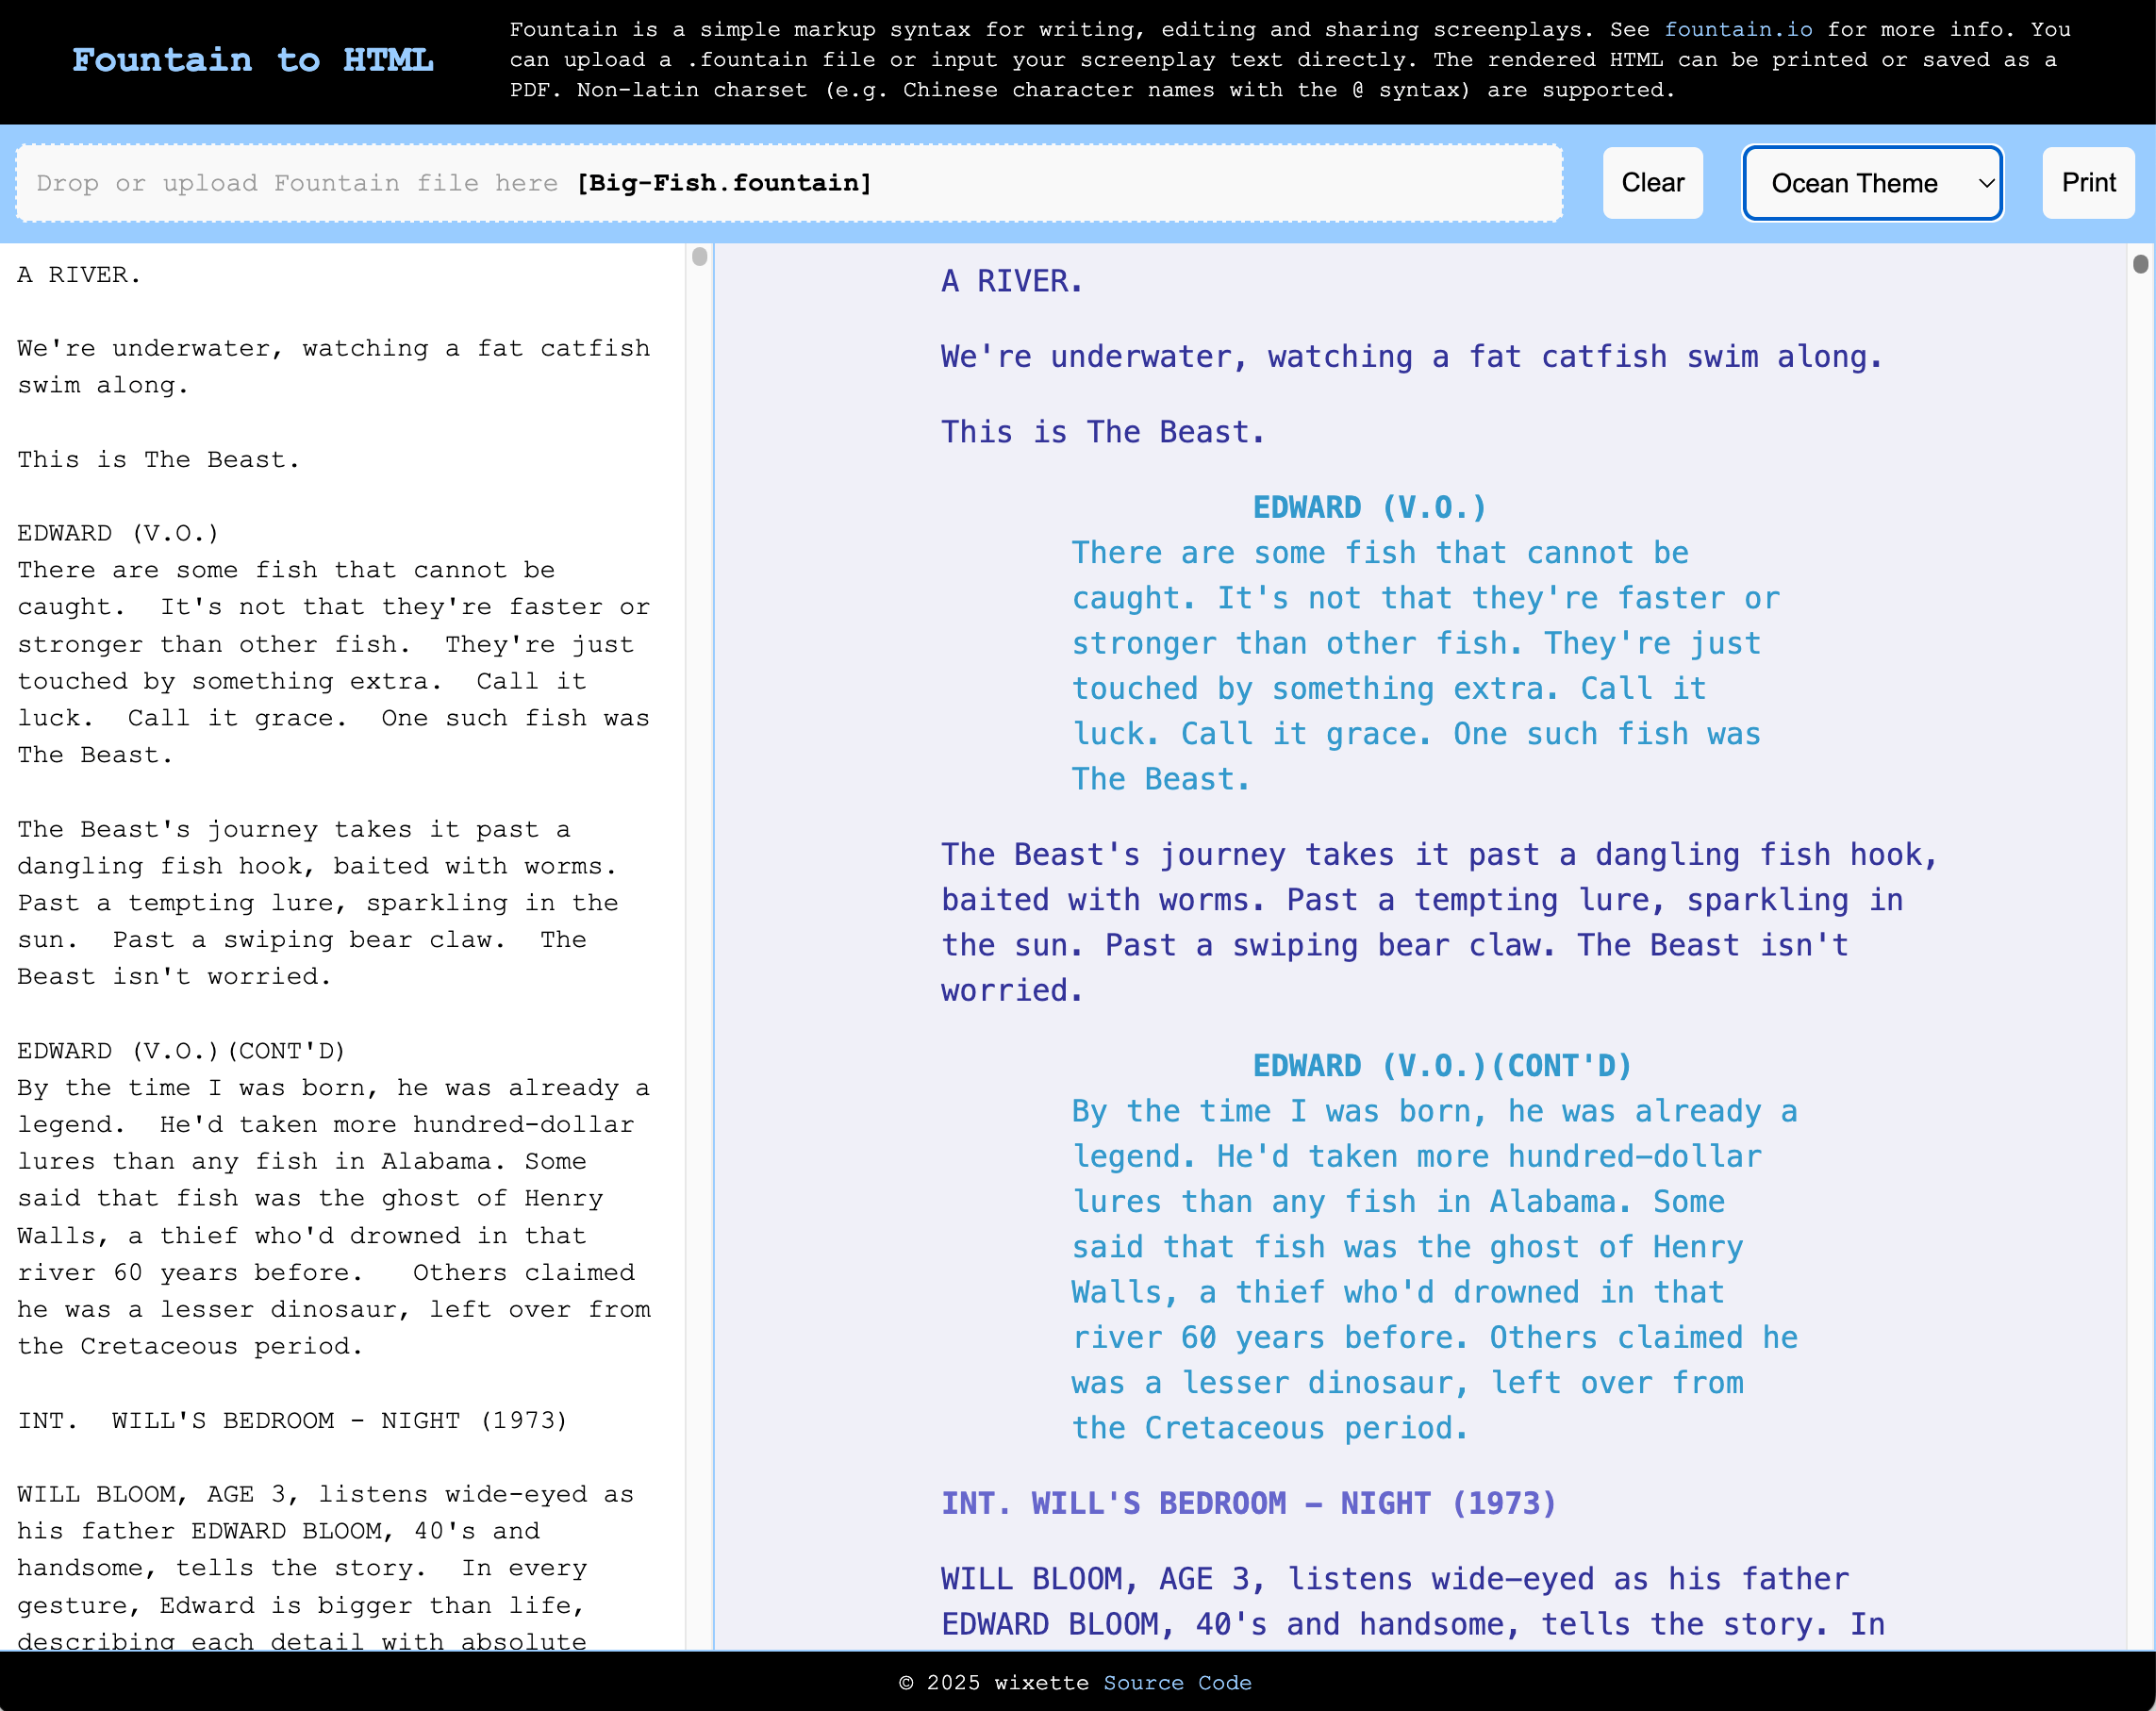 Fountain to HTML
Fountain is a simple markup syntax for writing, editing and sharing screenplays. See fountain.io for more info. You
can upload a .fountain file or input your screenplay text directly. The rendered HTML can be printed or saved as a
PDF. Non-latin charset (e.g. Chinese character names with the @ syntax) are supported.
Drop or upload Fountain file here [Big-Fish.fountain]
Clear
Ocean Theme
Print
A RIVER.
We're underwater, watching a fat catfish
swim along.
This is The Beast.
EDWARD (V.O.)
There are some fish that cannot be
caught.  It's not that they're faster or
stronger than other fish.  They're just
touched by something extra.  Call it
luck.  Call it grace.  One such fish was
The Beast.
The Beast's journey takes it past a
dangling fish hook, baited with worms.
Past a tempting lure, sparkling in the
sun.  Past a swiping bear claw.  The
Beast isn't worried.
EDWARD (V.O.)(CONT'D)
By the time I was born, he was already a
legend.  He'd taken more hundred-dollar
lures than any fish in Alabama. Some
said that fish was the ghost of Henry
Walls, a thief who'd drowned in that
river 60 years before.   Others claimed
he was a lesser dinosaur, left over from
the Cretaceous period.
INT.  WILL'S BEDROOM - NIGHT (1973)
WILL BLOOM, AGE 3, listens wide-eyed as
his father EDWARD BLOOM, 40's and
handsome, tells the story.  In every
gesture, Edward is bigger than life,
describing each detail with absolute
A RIVER.
We're underwater, watching a fat catfish swim along.
This is The Beast.
EDWARD (V.O.)
There are some fish that cannot be
caught. It's not that they're faster or
stronger than other fish. They're just
touched by something extra. Call it
luck. Call it grace. One such fish was
The Beast.
The Beast's journey takes it past a dangling fish hook,
baited with worms. Past a tempting lure, sparkling in
the sun. Past a swiping bear claw. The Beast isn't
worried.
EDWARD (V.O.)(CONT'D)
By the time I was born, he was already a
legend. He'd taken more hundred-dollar
lures than any fish in Alabama. Some
said that fish was the ghost of Henry
Walls, a thief who'd drowned in that
river 60 years before. Others claimed he
was a lesser dinosaur, left over from
the Cretaceous period.
INT. WILL'S BEDROOM - NIGHT (1973)
WILL BLOOM, AGE 3, listens wide-eyed as his father
EDWARD BLOOM, 40's and handsome, tells the story. In
© 2025 wixette Source Code